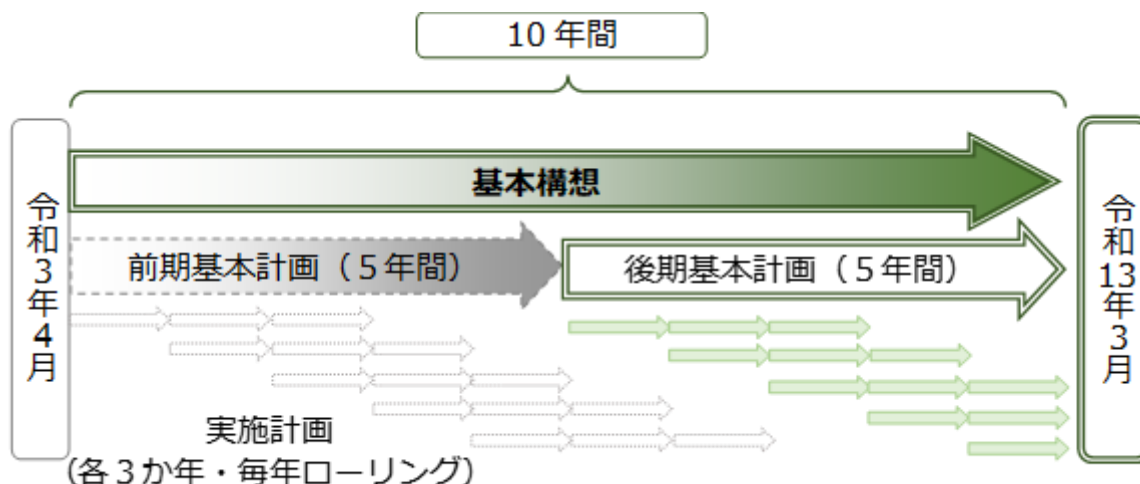 10 年間
令和3年4月
基本構想
前期基本計画（５年間）
後期基本計画（５年間）
令和13年3月
実施計画
（各３か年・毎年ローリング）